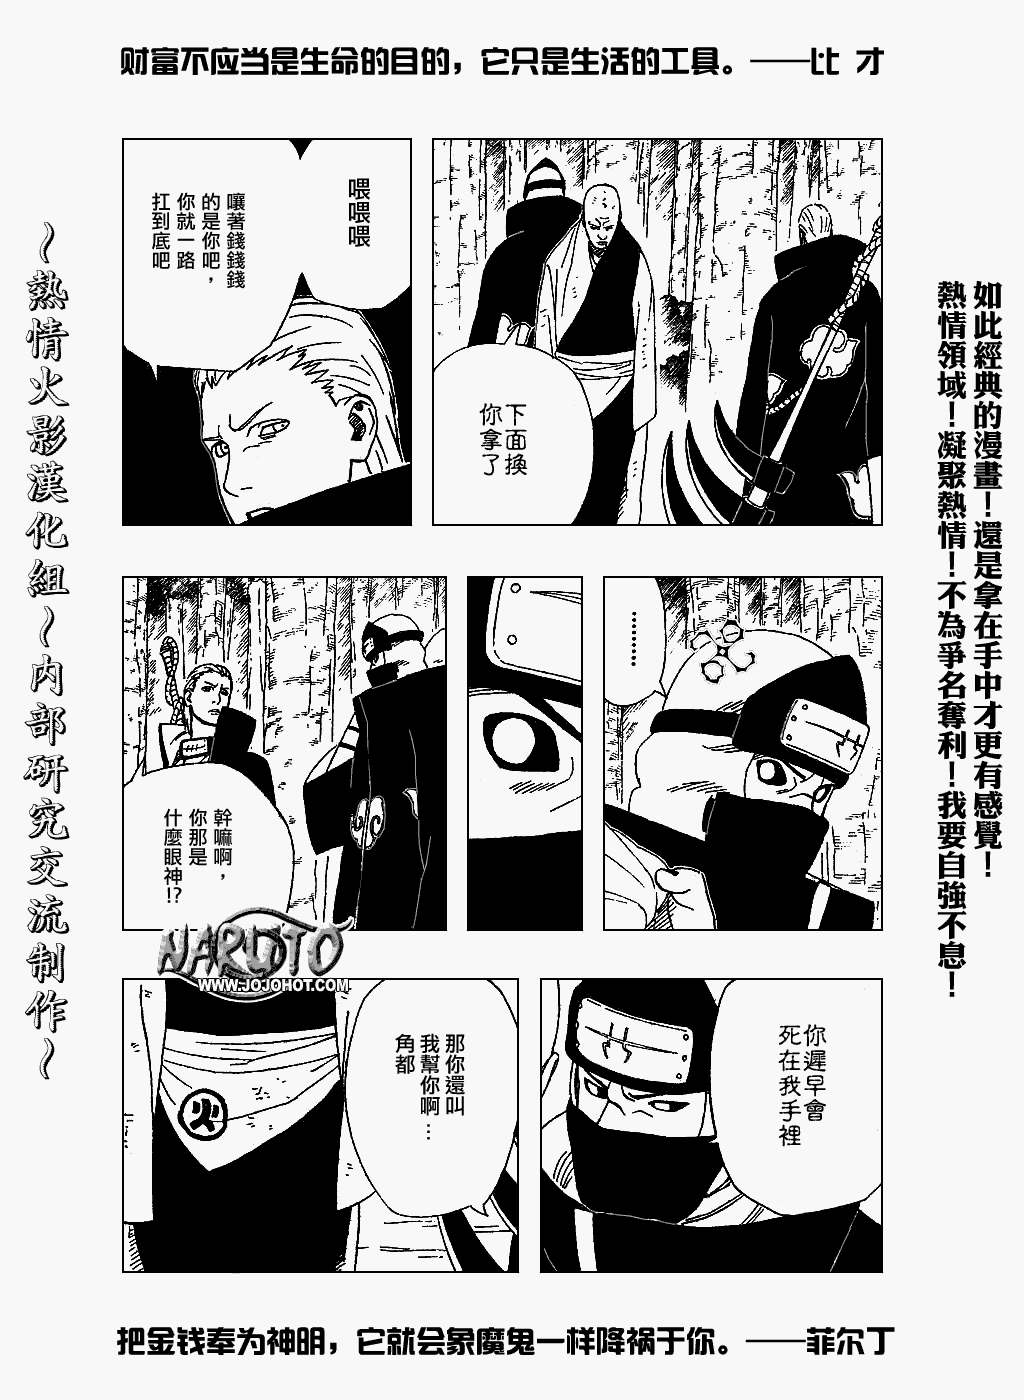 财富不应当是生命的目的，它只是生活的工具。——比 才
如此經典的漫畫！還是拿在手中才更有感覺！
熱情領域！凝聚熱情！不為爭名奪利！我要自強不息！
下面換
你拿了
喂喂喂
嚷著錢錢錢
的是你吧，
你就一路
扛到底吧
………
幹嘛啊，
你那是
什麼眼神!?
你遲早會
死在我手裡
那你還叫
我幫你啊…
角都
火
NARUTO
WWW.JOJOHOT.COM
～熱情火影漢化組～內部研究交流制作～
把金钱奉为神明，它就会象魔鬼一样降祸于你。——菲尔丁